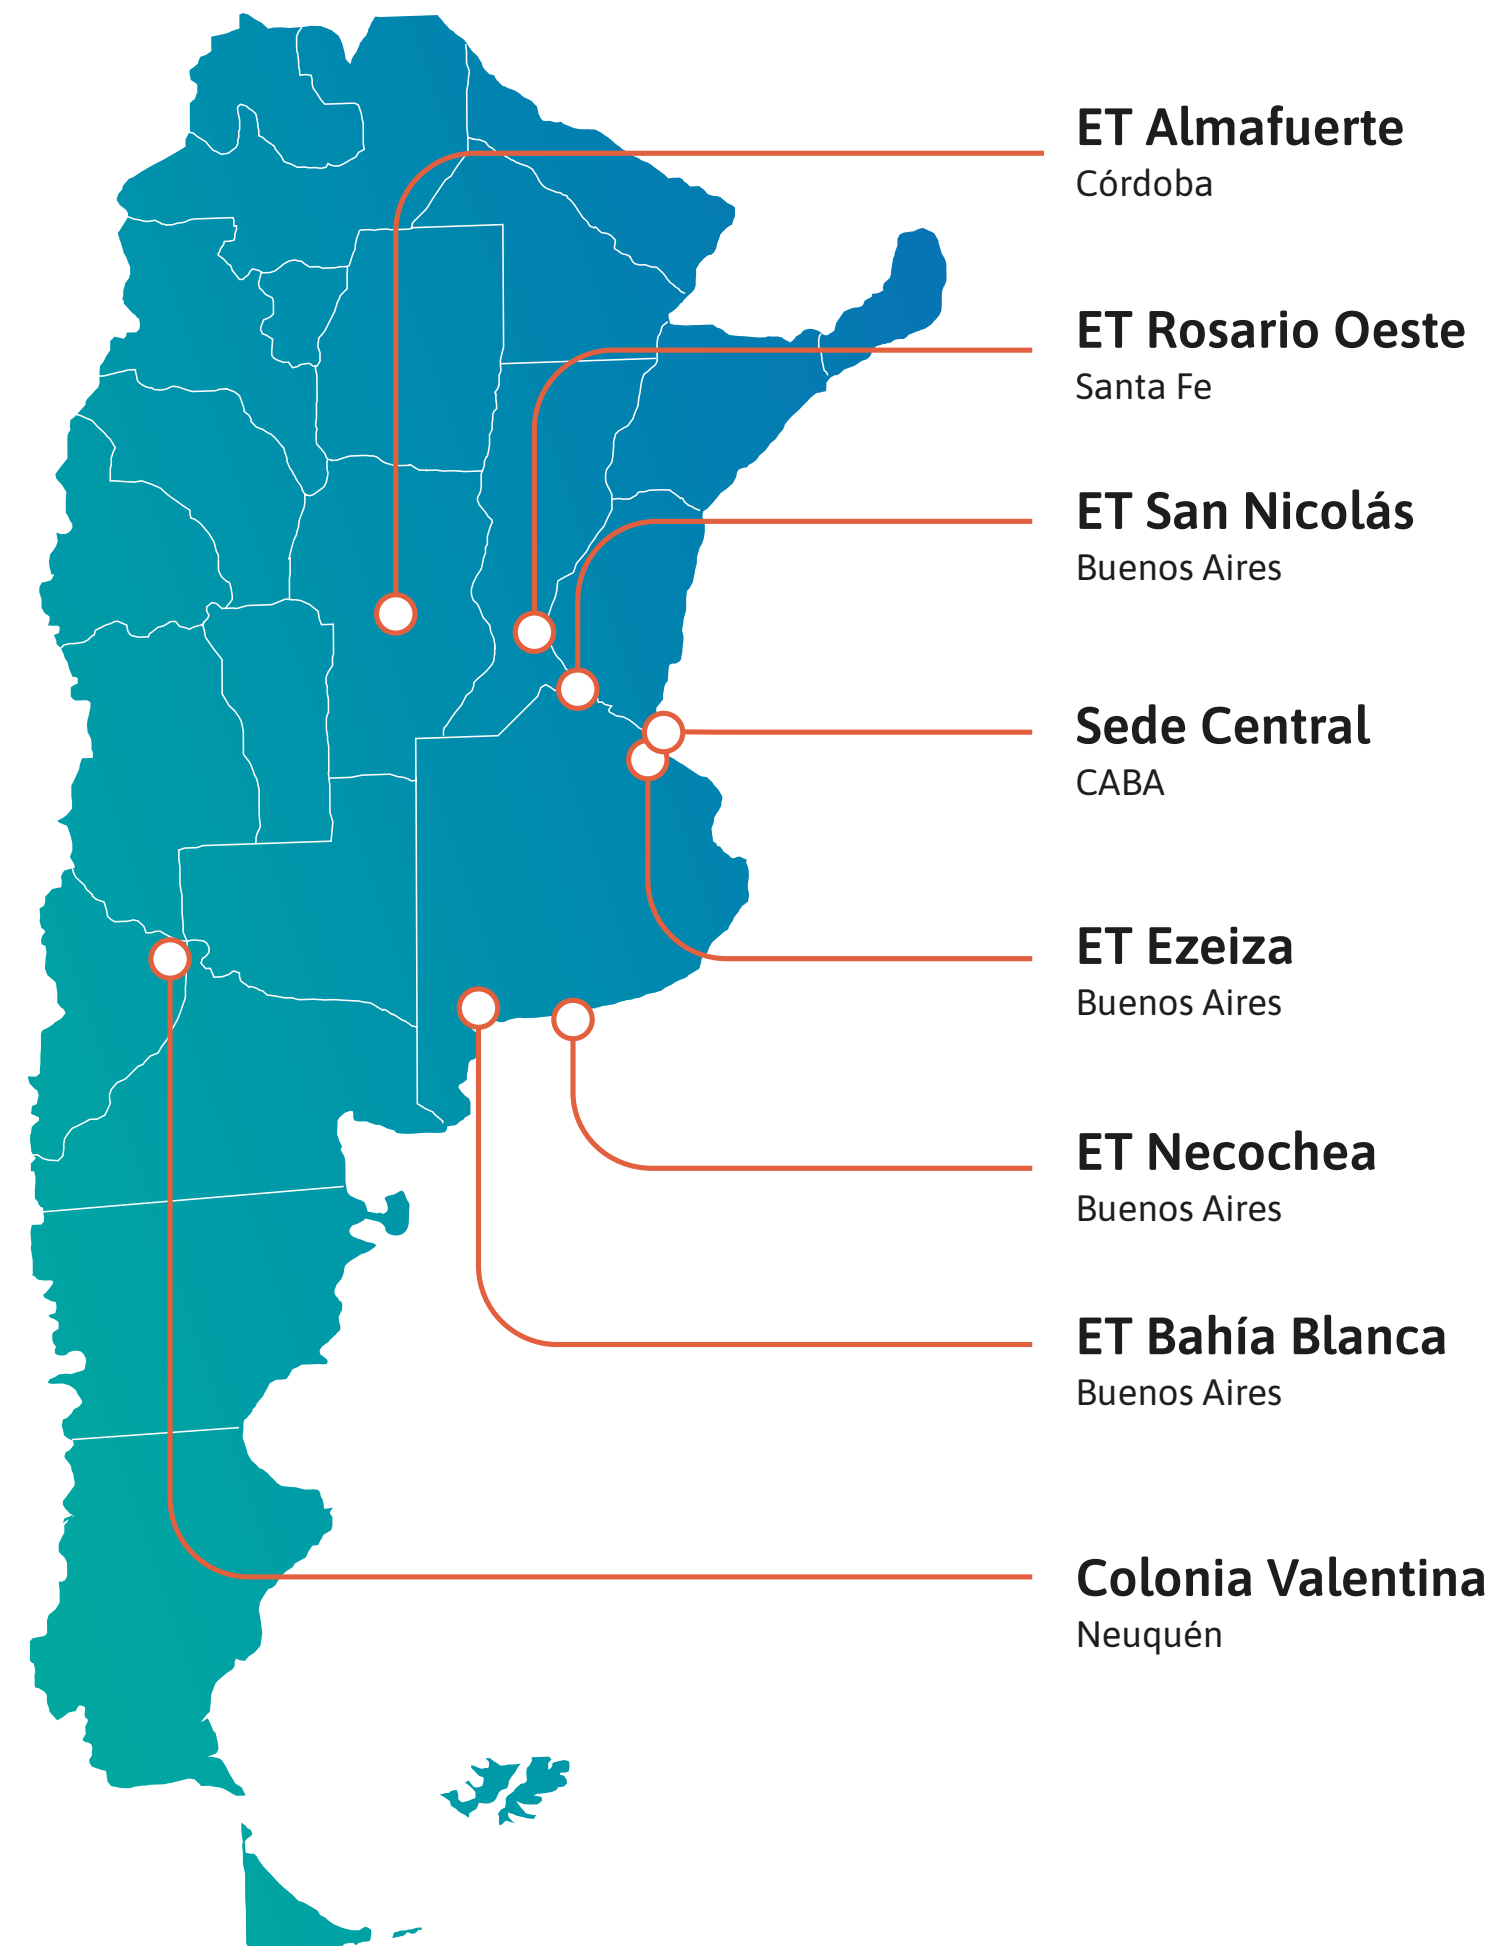 ET Almafuerte
Córdoba
ET Rosario Oeste
Santa Fe
ET San Nicolás
Buenos Aires
Sede Central
CABA
ET Ezeiza
Buenos Aires
ET Necochea
Buenos Aires
ET Bahía Blanca
Buenos Aires
Colonia Valentina
Neuquén